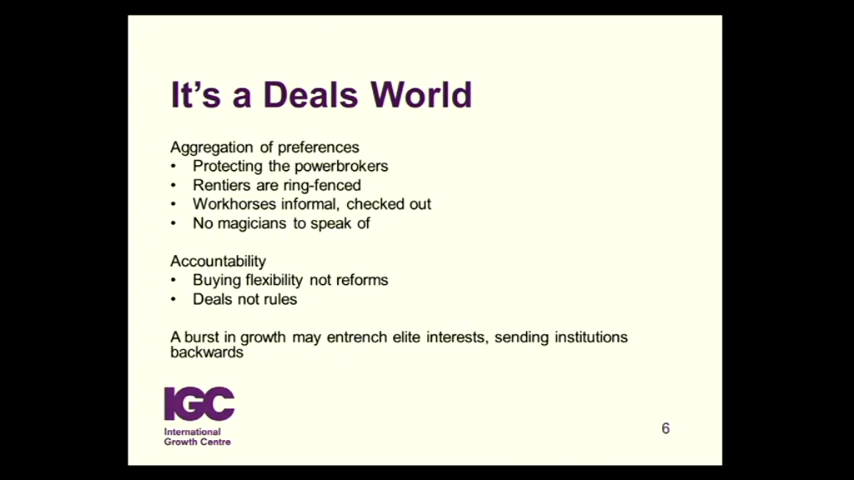 It's a Deals World
Aggregation of preferences
• Protecting the powerbrokers
• Rentiers are ring-fenced
• Workhorses informal, checked out
• No magicians to speak of
Accountability
• Buying flexibility not reforms
• Deals not rules
A burst in growth may entrench elite interests, sending institutions
backwards
IGC
International
Growth Centre
6